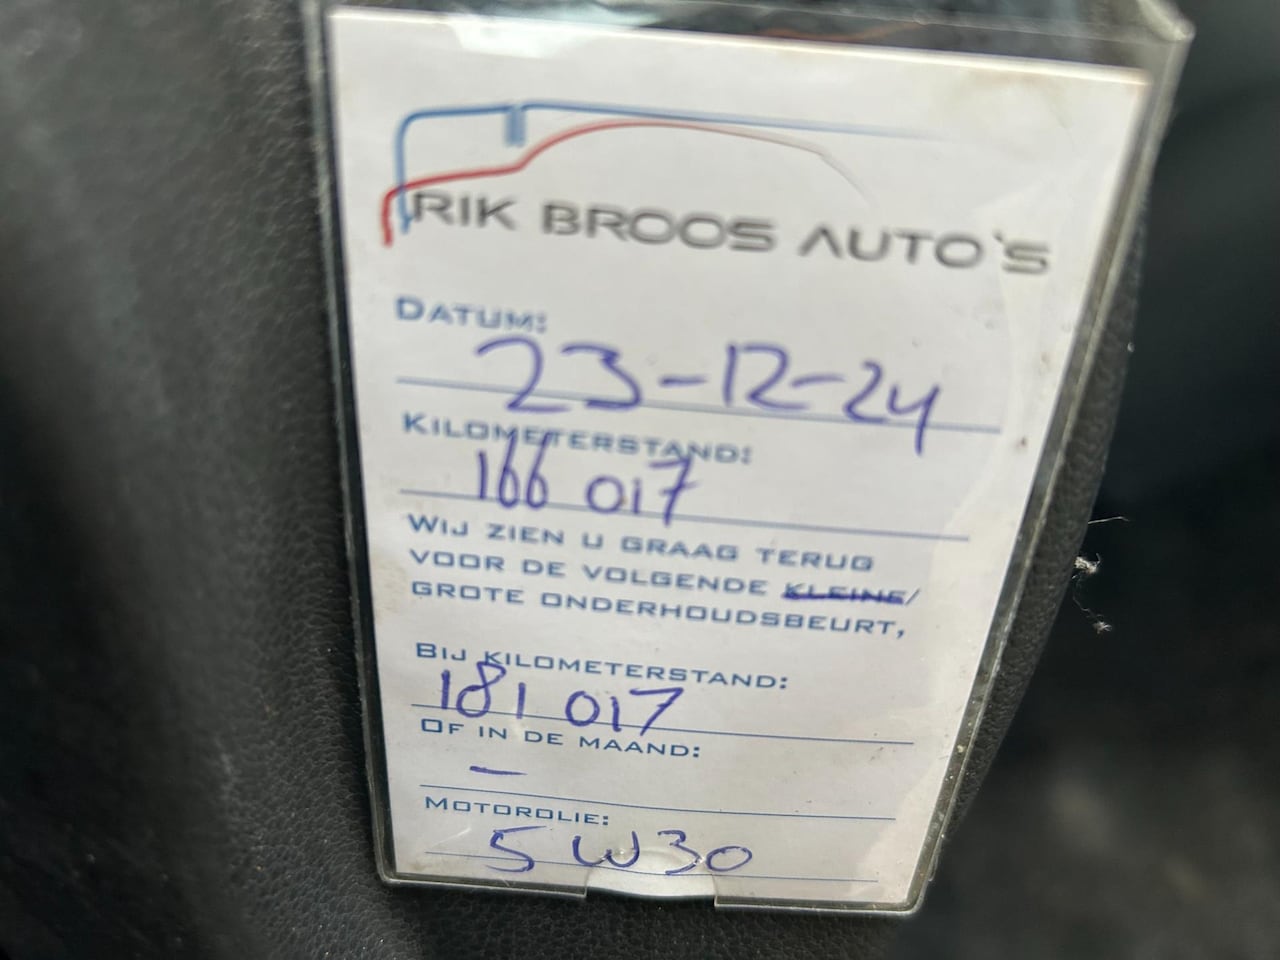 RIK BROOS AUTO'S
DATUM:
23-12-24
KILOMETERSTAND:
166 017
WIJ ZIEN U GRAAG TERUG
VOOR DE VOLGENDE KLEINE/
GROTE ONDERHOUDSBEURT,
BIJ KILOMETERSTAND:
181 017
OF IN DE MAAND:
–
MOTOROLIE:
5W30